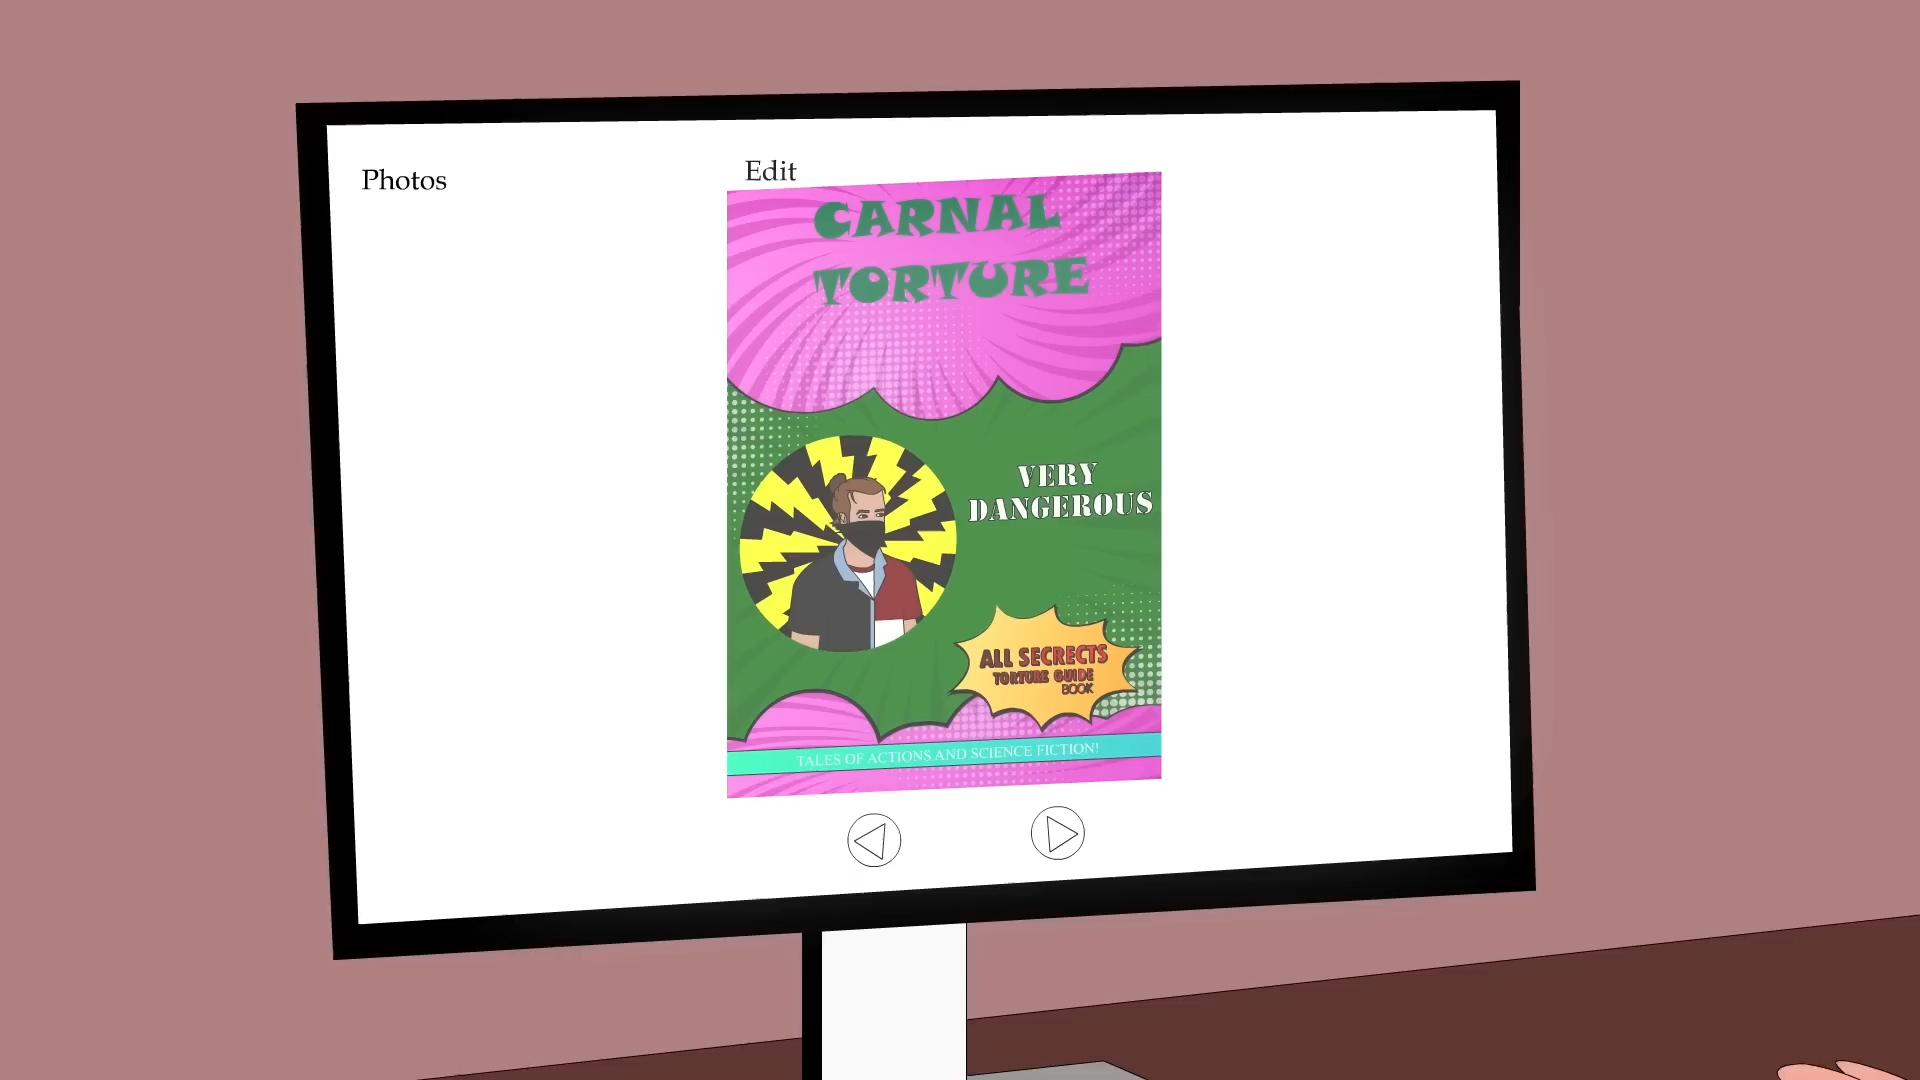 Photos
Edit
CARNAL
TORTURE
VERY
DANGEROUS
ALL SECRECTS
TORTURE GUIDE
BOOK
TALES OF ACTIONS AND SCIENCE FICTION!